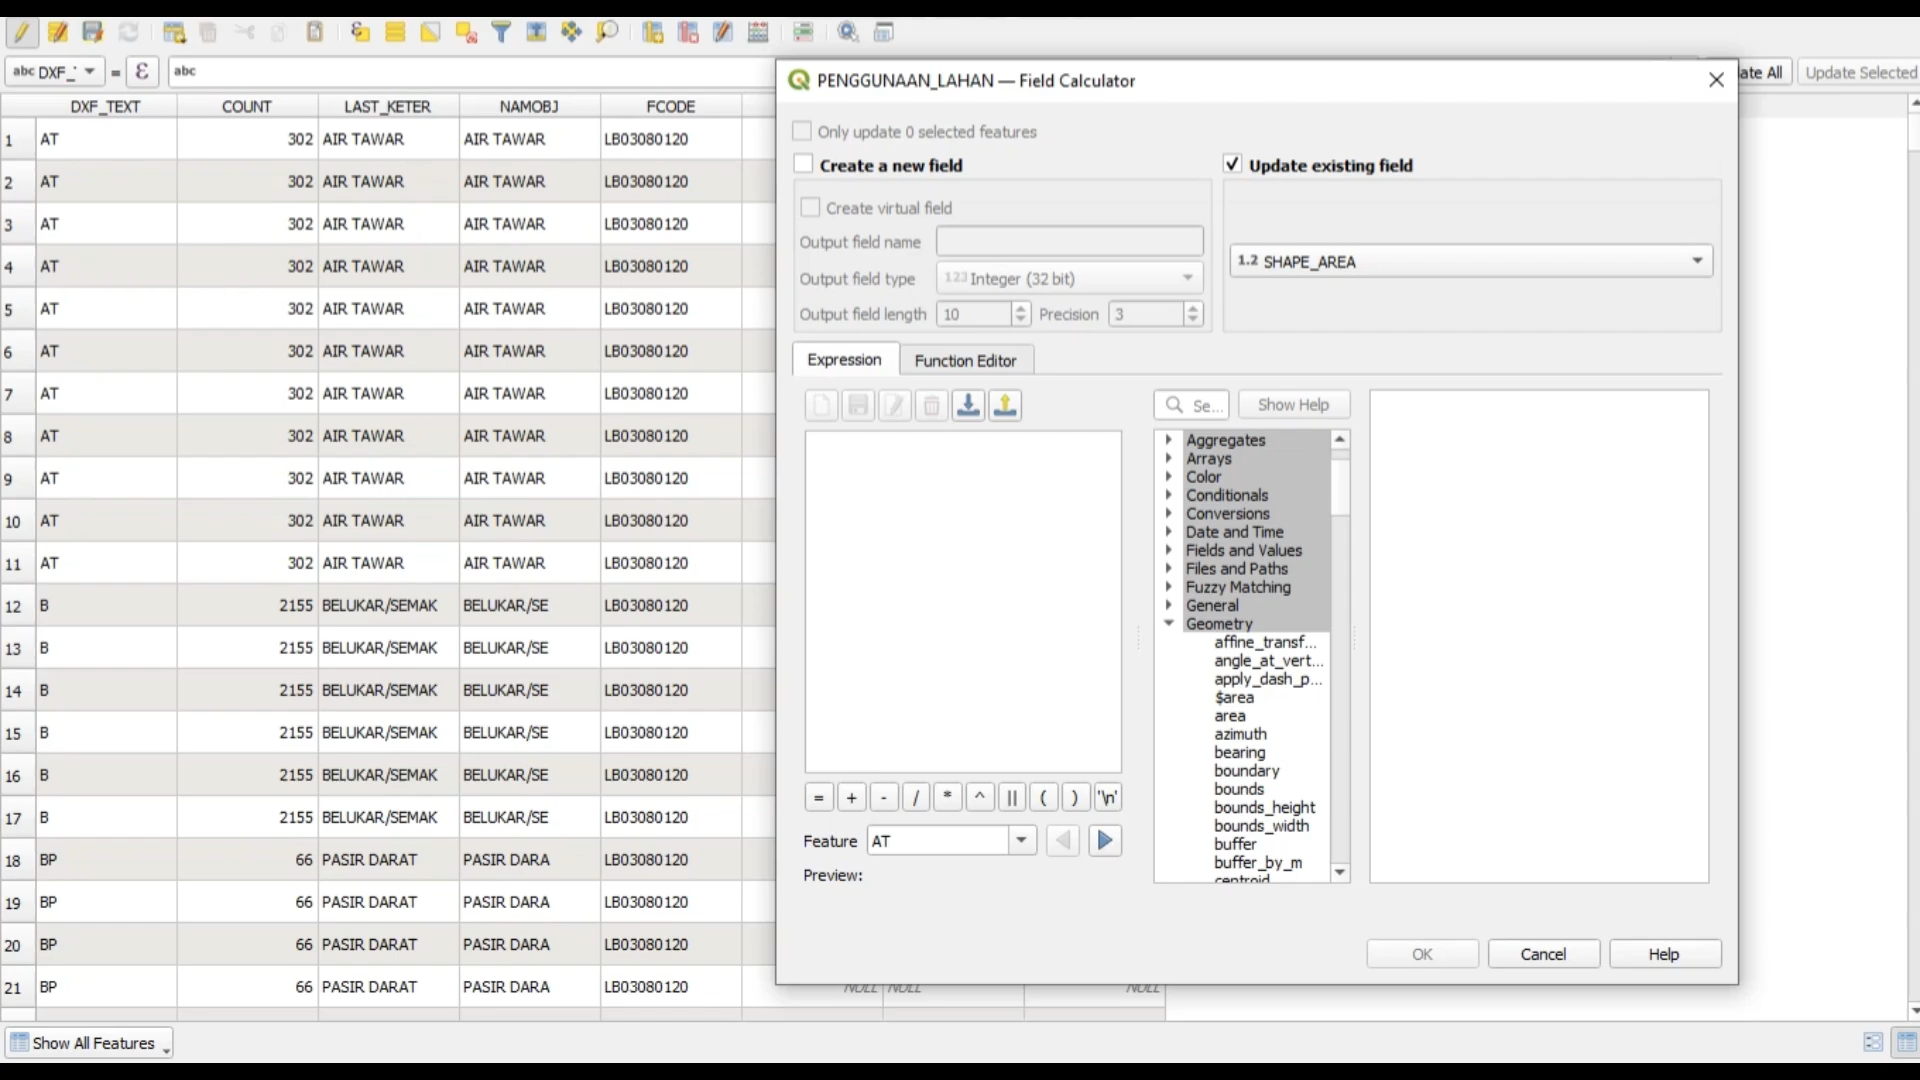 abc DXF_ = ε abc
ate All Update Selected
DXF_TEXT COUNT LAST_KETER NAMOBJ FCODE
1 AT 302 AIR TAWAR AIR TAWAR LB03080120
2 AT 302 AIR TAWAR AIR TAWAR LB03080120
3 AT 302 AIR TAWAR AIR TAWAR LB03080120
4 AT 302 AIR TAWAR AIR TAWAR LB03080120
5 AT 302 AIR TAWAR AIR TAWAR LB03080120
6 AT 302 AIR TAWAR AIR TAWAR LB03080120
7 AT 302 AIR TAWAR AIR TAWAR LB03080120
8 AT 302 AIR TAWAR AIR TAWAR LB03080120
9 AT 302 AIR TAWAR AIR TAWAR LB03080120
10 AT 302 AIR TAWAR AIR TAWAR LB03080120
11 AT 302 AIR TAWAR AIR TAWAR LB03080120
12 B 2155 BELUKAR/SEMAK BELUKAR/SE LB03080120
13 B 2155 BELUKAR/SEMAK BELUKAR/SE LB03080120
14 B 2155 BELUKAR/SEMAK BELUKAR/SE LB03080120
15 B 2155 BELUKAR/SEMAK BELUKAR/SE LB03080120
16 B 2155 BELUKAR/SEMAK BELUKAR/SE LB03080120
17 B 2155 BELUKAR/SEMAK BELUKAR/SE LB03080120
18 BP 66 PASIR DARAT PASIR DARA LB03080120
19 BP 66 PASIR DARAT PASIR DARA LB03080120
20 BP 66 PASIR DARAT PASIR DARA LB03080120
21 BP 66 PASIR DARAT PASIR DARA LB03080120 NULL NULL NULL
Show All Features
PENGGUNAAN_LAHAN — Field Calculator
Only update 0 selected features
Create a new field
Create virtual field
Output field name
Output field type 123 Integer (32 bit)
Output field length 10 Precision 3
Update existing field
1.2 SHAPE_AREA
Expression Function Editor
Se... Show Help
Aggregates
Arrays
Color
Conditionals
Conversions
Date and Time
Fields and Values
Files and Paths
Fuzzy Matching
General
Geometry
affine_transf...
angle_at_vert...
apply_dash_p...
$area
area
azimuth
bearing
boundary
bounds
bounds_height
bounds_width
buffer
buffer_by_m
centroid
= + - / * ^ || ( ) '\n'
Feature AT
Preview:
OK Cancel Help